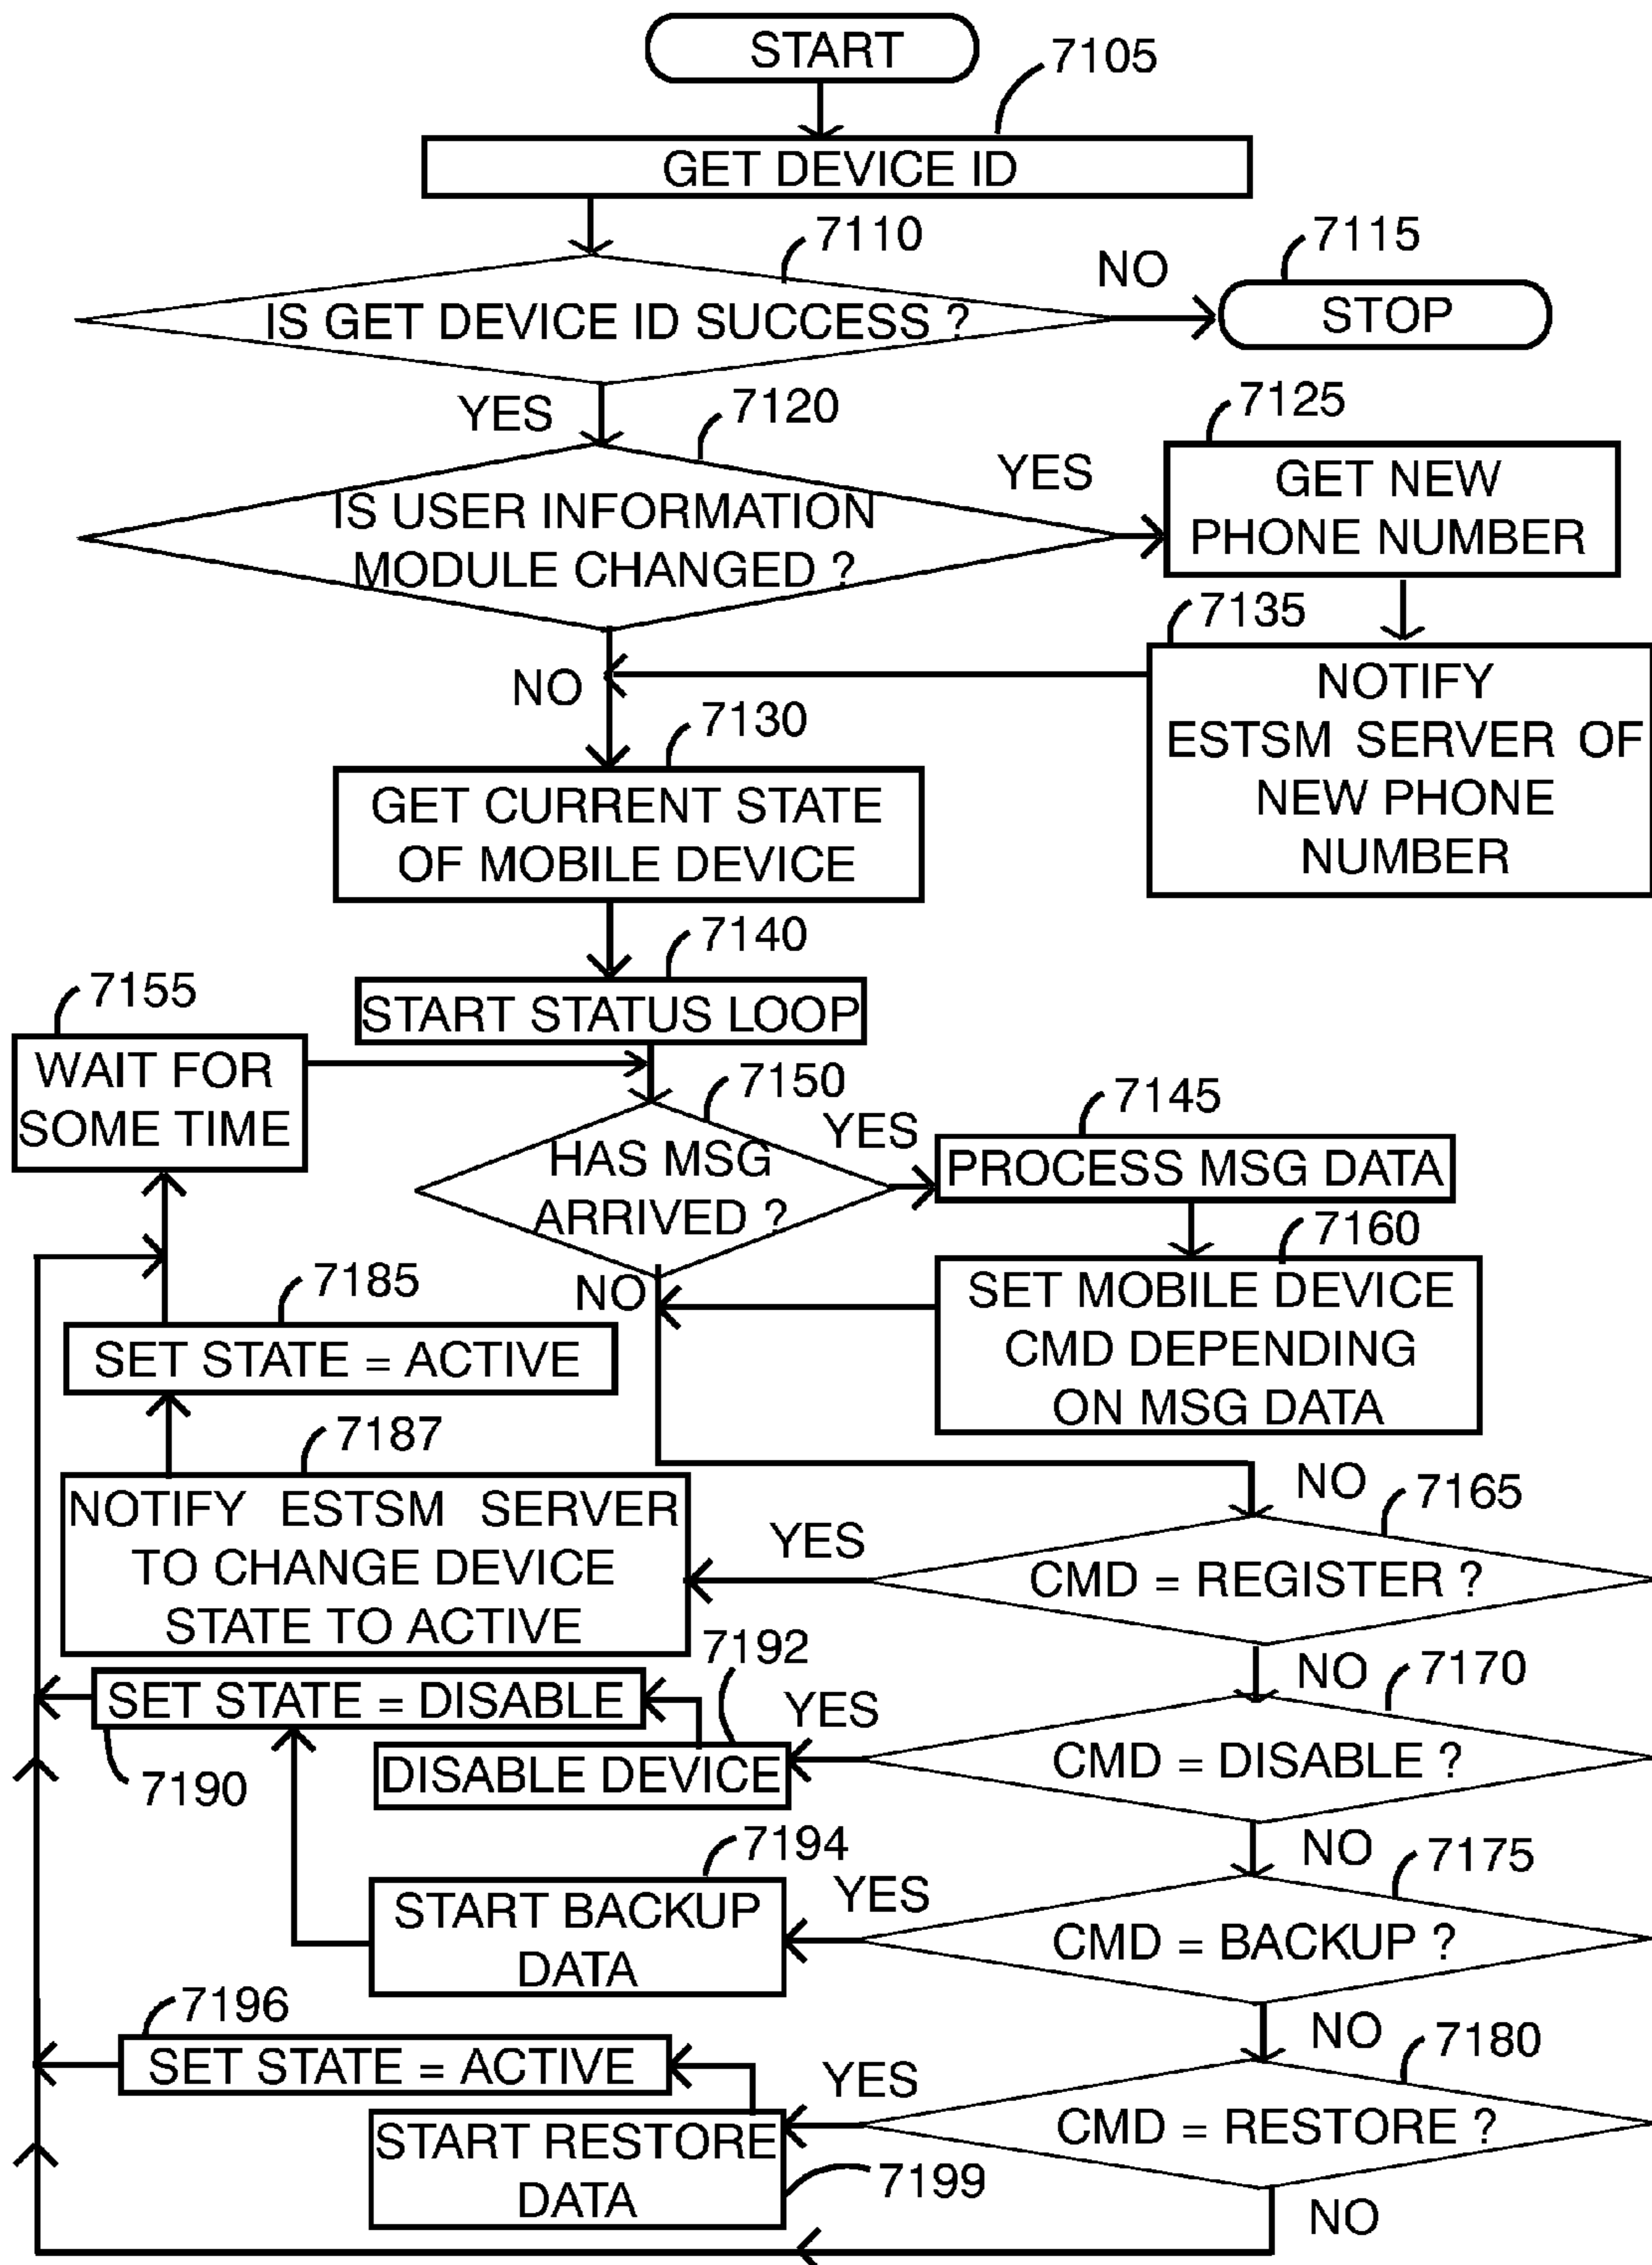 START
7105
GET DEVICE ID
7110
IS GET DEVICE ID SUCCESS ?
NO
7115
STOP
YES
7120
IS USER INFORMATION
MODULE CHANGED ?
YES
7125
GET NEW
PHONE NUMBER
7135
NOTIFY
ESTSM SERVER OF
NEW PHONE
NUMBER
NO
7130
GET CURRENT STATE
OF MOBILE DEVICE
7140
START STATUS LOOP
7155
WAIT FOR
SOME TIME
7150
HAS MSG
ARRIVED ?
YES
7145
PROCESS MSG DATA
7160
SET MOBILE DEVICE
CMD DEPENDING
ON MSG DATA
NO
7185
SET STATE = ACTIVE
7187
NOTIFY ESTSM SERVER
TO CHANGE DEVICE
STATE TO ACTIVE
NO
7165
YES
CMD = REGISTER ?
7192
NO
7170
SET STATE = DISABLE
YES
7190
DISABLE DEVICE
CMD = DISABLE ?
7194
NO
7175
START BACKUP
DATA
YES
CMD = BACKUP ?
7196
NO
7180
SET STATE = ACTIVE
YES
START RESTORE
DATA
7199
CMD = RESTORE ?
NO